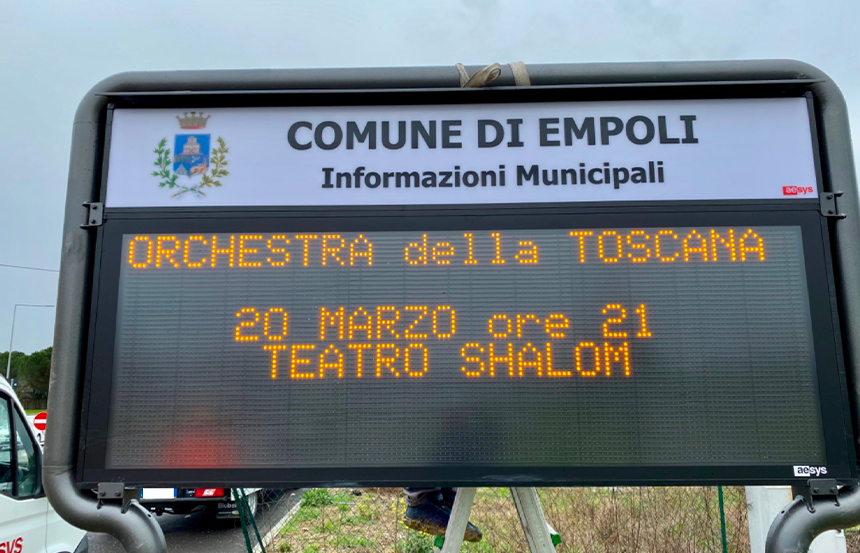 COMUNE DI EMPOLI
Informazioni Municipali
aesys
ORCHESTRA della TOSCANA
20 MARZO ore 21
TEATRO SHALOM
aesys